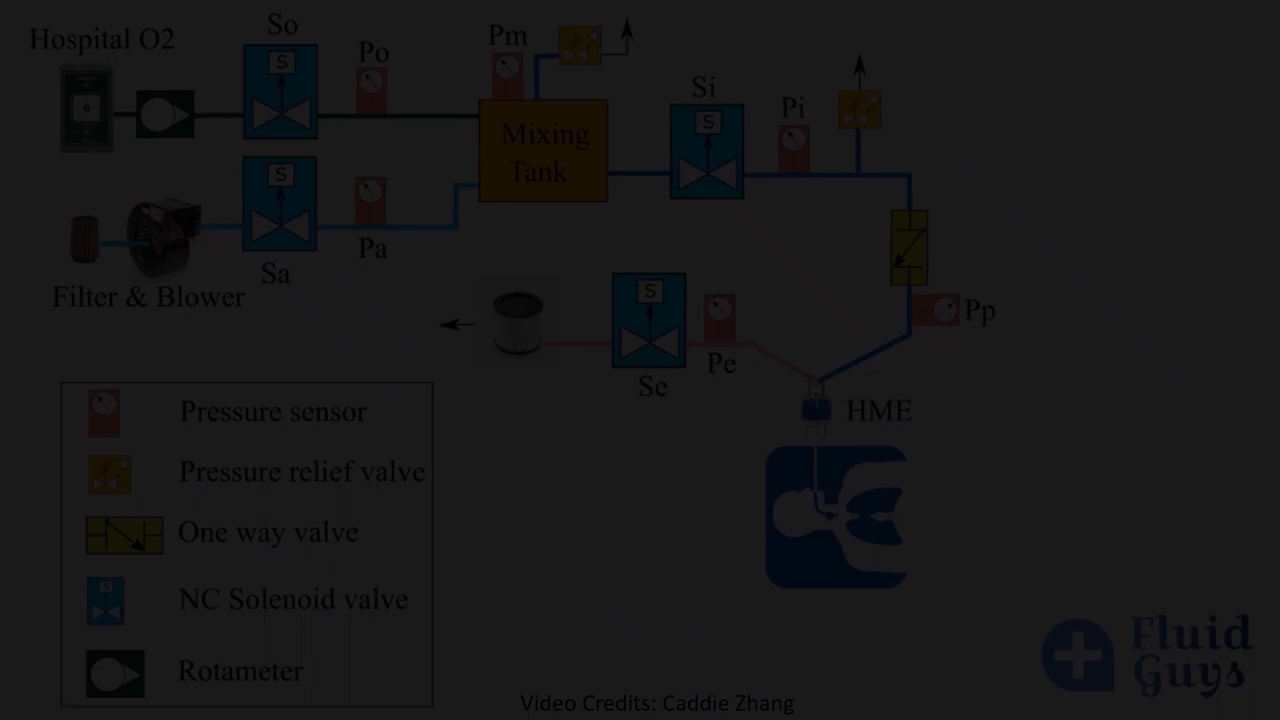 Hospital O2
So
Po
Pm
Mixing
Tank
Si
Pi
S
S
S
Sa
Pa
Filter & Blower
S
Se
Pe
Pp
HME
Pressure sensor
Pressure relief valve
One way valve
S
NC Solenoid valve
Rotameter
Fluid
Guys
Video Credits: Caddie Zhang